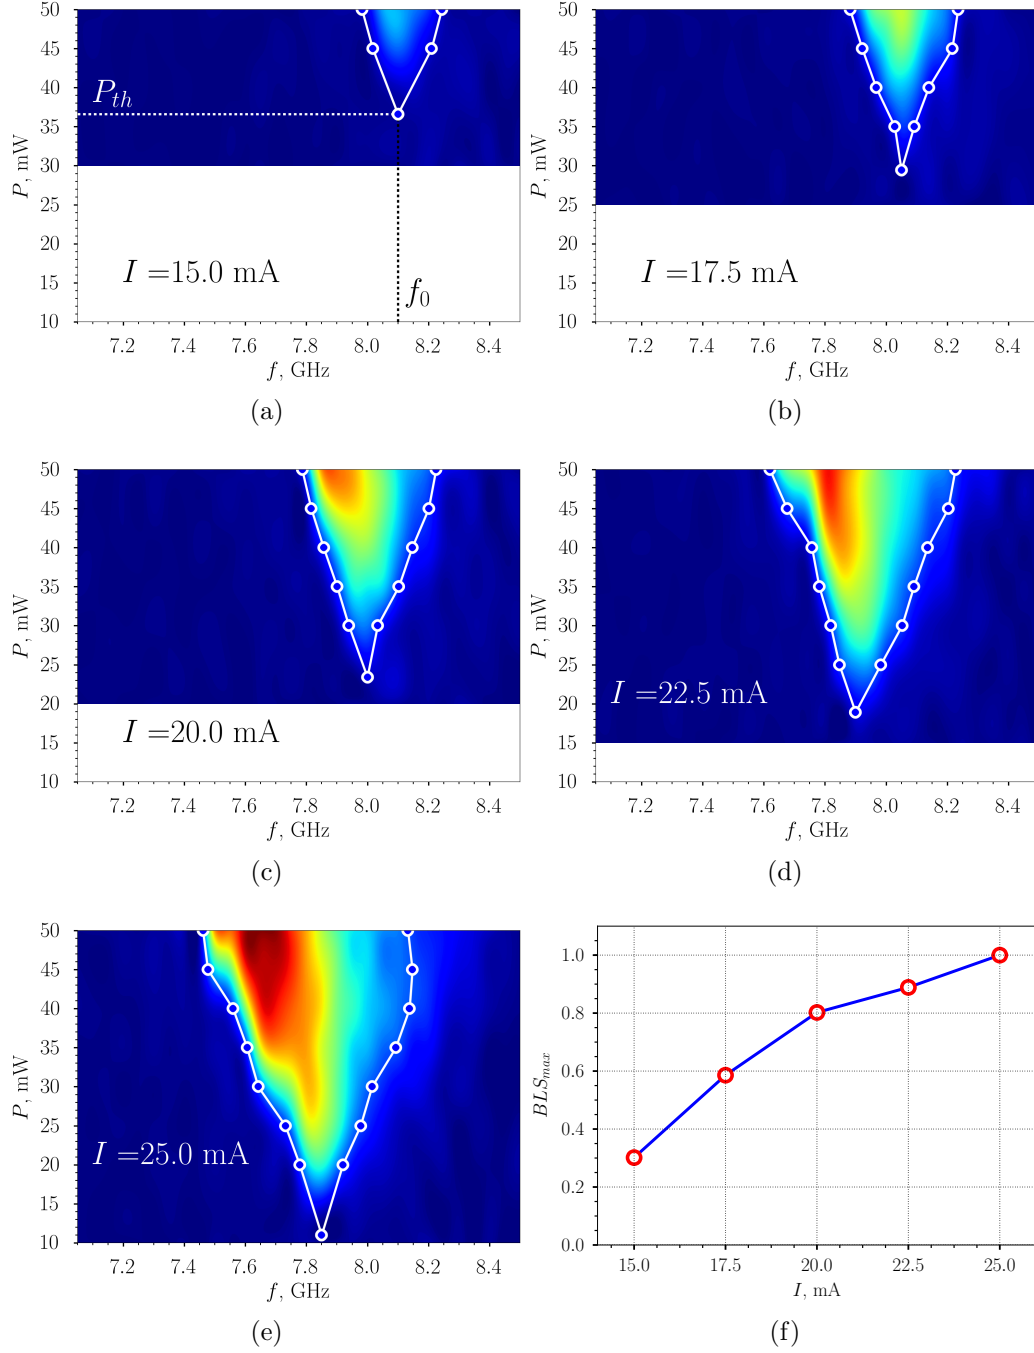 50
45
40
35
30
25
20
15
10
P, mW
P_th
I =15.0 mA
f_0
7.2 7.4 7.6 7.8 8.0 8.2 8.4
f, GHz
(a)
50
45
40
35
30
25
20
15
10
P, mW
I =17.5 mA
7.2 7.4 7.6 7.8 8.0 8.2 8.4
f, GHz
(b)
50
45
40
35
30
25
20
15
10
P, mW
I =20.0 mA
7.2 7.4 7.6 7.8 8.0 8.2 8.4
f, GHz
(c)
50
45
40
35
30
25
20
15
10
P, mW
I =22.5 mA
7.2 7.4 7.6 7.8 8.0 8.2 8.4
f, GHz
(d)
50
45
40
35
30
25
20
15
10
P, mW
I =25.0 mA
7.2 7.4 7.6 7.8 8.0 8.2 8.4
f, GHz
(e)
1.0
0.8
0.6
0.4
0.2
0.0
BLS_max
15.0 17.5 20.0 22.5 25.0
I, mA
(f)